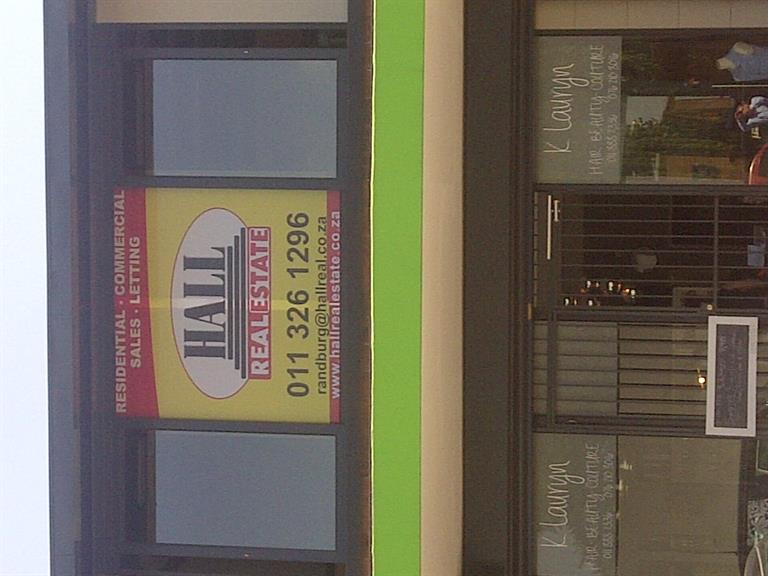 RESIDENTIAL · COMMERCIAL
SALES · LETTING
HALL
REAL ESTATE
011 326 1296
randburg@hallreal.co.za
www.hallrealestate.co.za
K Lauryn
HAIR BEAUTY COUTURE
K Lauryn
HAIR BEAUTY COUTURE